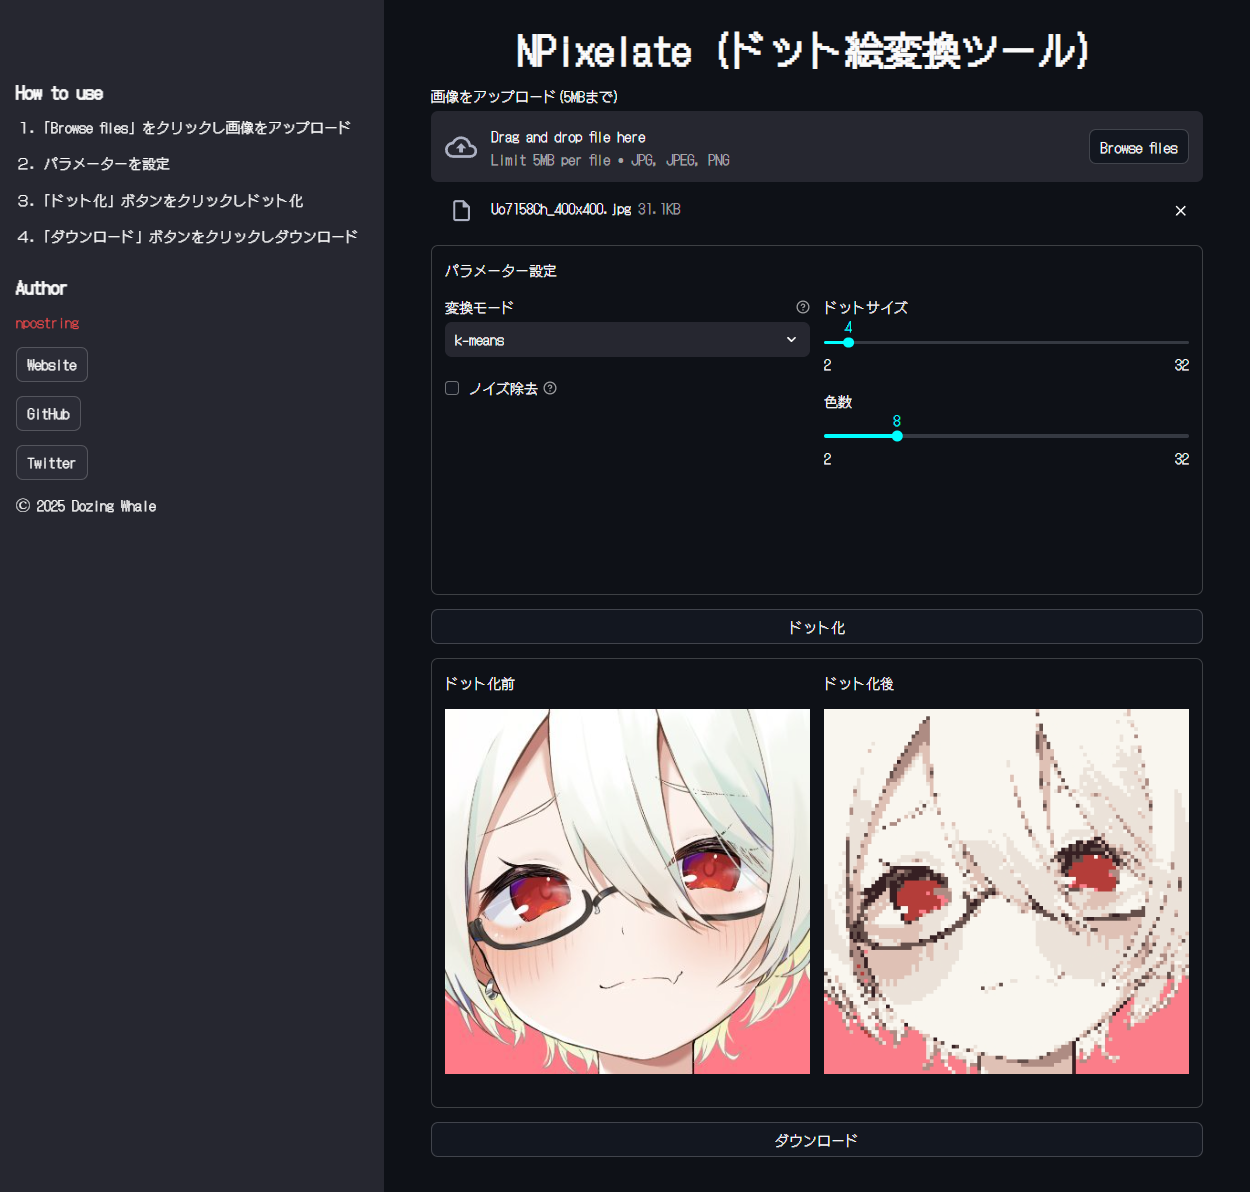 How to use
1.「Browse files」をクリックし画像をアップロード
2. パラメーターを設定
3.「ドット化」ボタンをクリックしドット化
4.「ダウンロード」ボタンをクリックしダウンロード
Author
npostring
Website
GitHub
Twitter
© 2025 Dozing Whale
NPixelate (ドット絵変換ツール)
画像をアップロード(5MBまで)
Drag and drop file here
Limit 5MB per file • JPG, JPEG, PNG
Browse files
Uo7158Ch_400x400.jpg 31.1KB
パラメーター設定
変換モード
k-means
ノイズ除去
ドットサイズ
4
2 32
色数
8
2 32
ドット化
ドット化前
ドット化後
ダウンロード